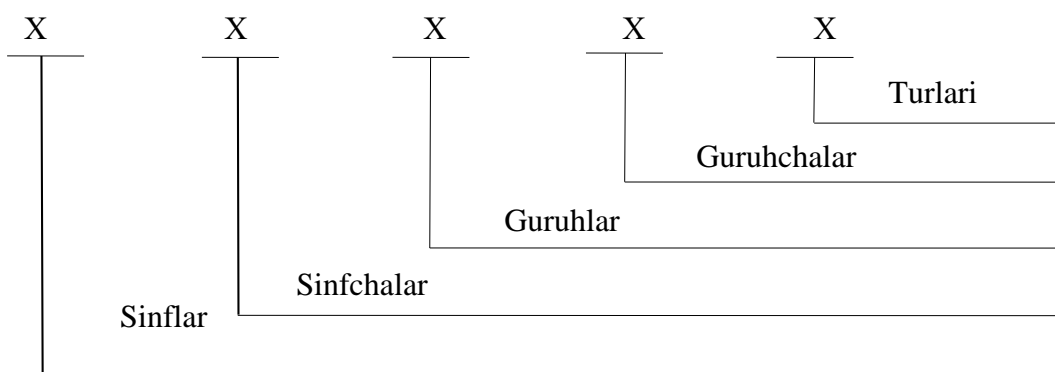 X X X X X
Turlari
Guruhchalar
Guruhlar
Sinfchalar
Sinflar